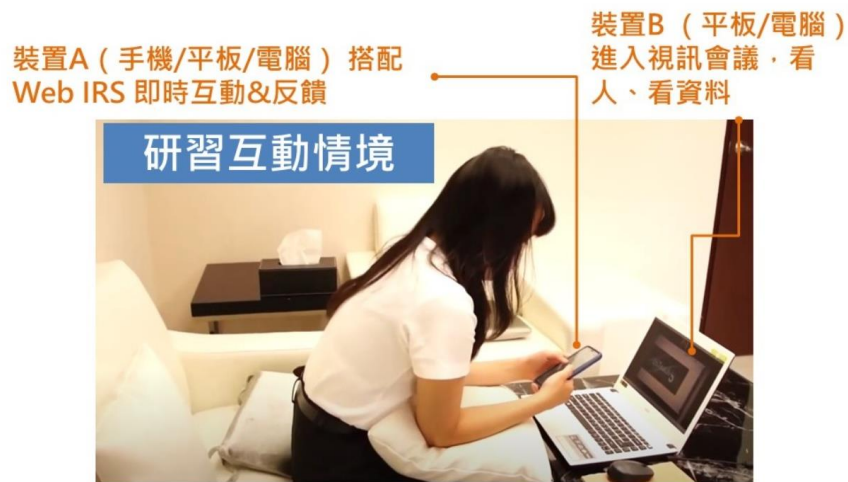 裝置A（手機/平板/電腦） 搭配
Web IRS 即時互動&反饋
裝置B （平板/電腦）
進入視訊會議，看
人、看資料
研習互動情境